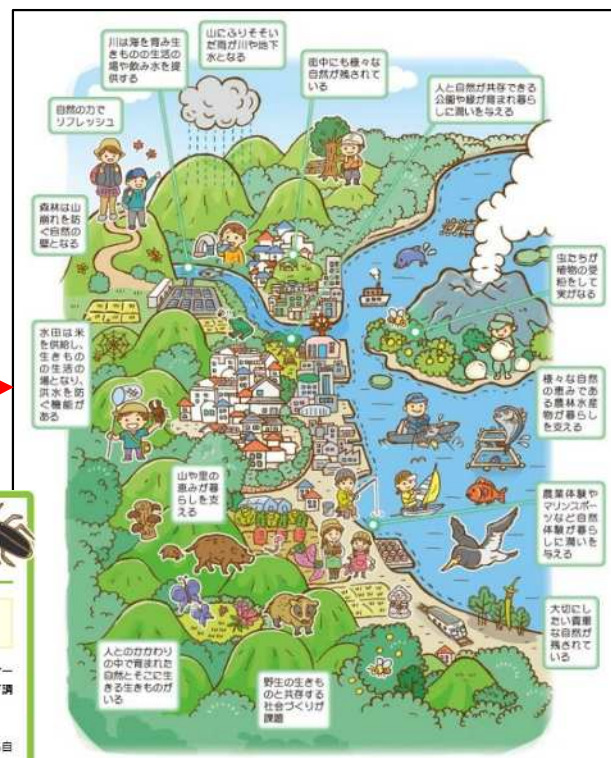 川は海を育み生
きものの生活の
場や飲み水を提
供する
山にふりそそい
だ雨が川や地下
水となる
街中にも様々な
自然が残されて
いる
人と自然が共存できる
公園や緑が育まれ暮ら
しに潤いを与える
自然の力で
リフレッシュ
森林は山
崩れを防
ぐ自然の
壁となる
虫たちが
植物の受
粉をして
実がなる
水田は米
を供給し、
生きもの
の生活の
場となり、
洪水を防
ぐ機能が
ある
様々な自然
の恵みであ
る農林水産
物が暮らし
を支える
山や里の
恵みが暮
らしを支
える
農業体験や
マリンスポー
ツなど自然
体験が暮ら
しに潤いを
与える
大切にし
たい貴重
な自然が
残されて
いる
人とのかかわり
の中で育まれた
自然とそこに生
きる生きものが
いる
野生の生きも
のと共存する
社会づくりが
課題